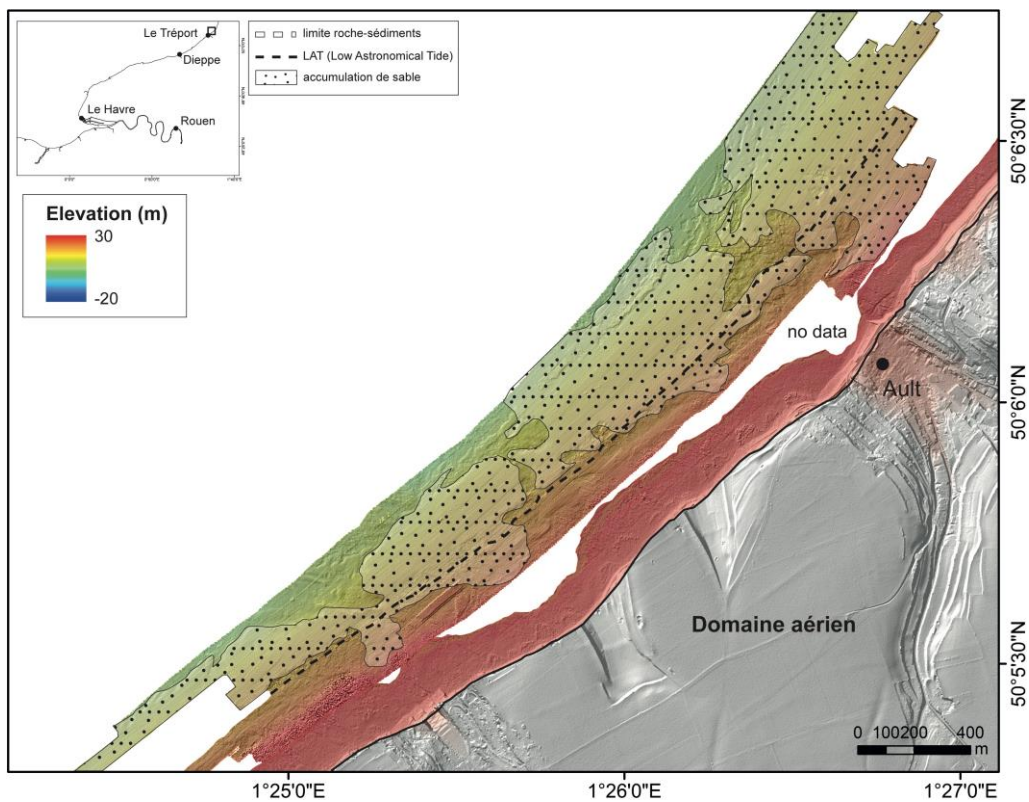 Le Tréport
Dieppe
Le Havre
Rouen
limite roche-sédiments
LAT (Low Astronomical Tide)
accumulation de sable
Elevation (m)
30
-20
no data
Ault
Domaine aérien
0 100200 400
m
50°6'30"N
50°6'0"N
50°5'30"N
1°25'0"E
1°26'0"E
1°27'0"E